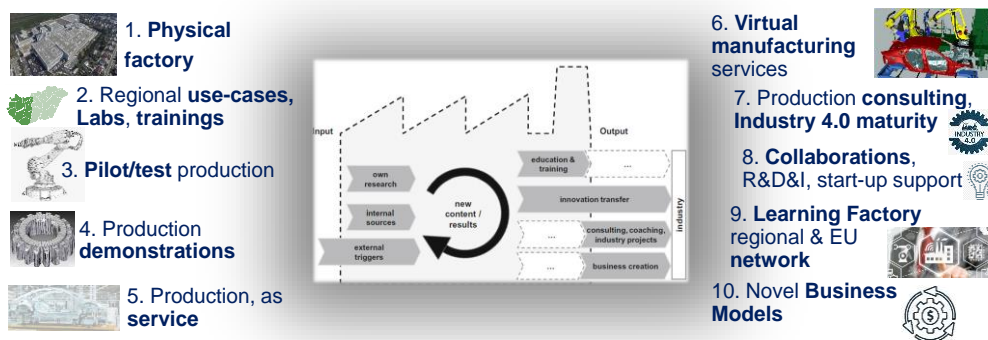 1. Physical
factory
2. Regional use-cases,
Labs, trainings
3. Pilot/test production
4. Production
demonstrations
5. Production, as
service
Input
Output
own
research
internal
sources
external
triggers
new
content /
results
education &
training
...
innovation transfer
...
consulting, coaching,
industry projects
...
business creation
industry
6. Virtual
manufacturing
services
7. Production consulting,
Industry 4.0 maturity
INDUSTRY
4.0
8. Collaborations,
R&D&I, start-up support
9. Learning Factory
regional & EU
network
10. Novel Business
Models
$